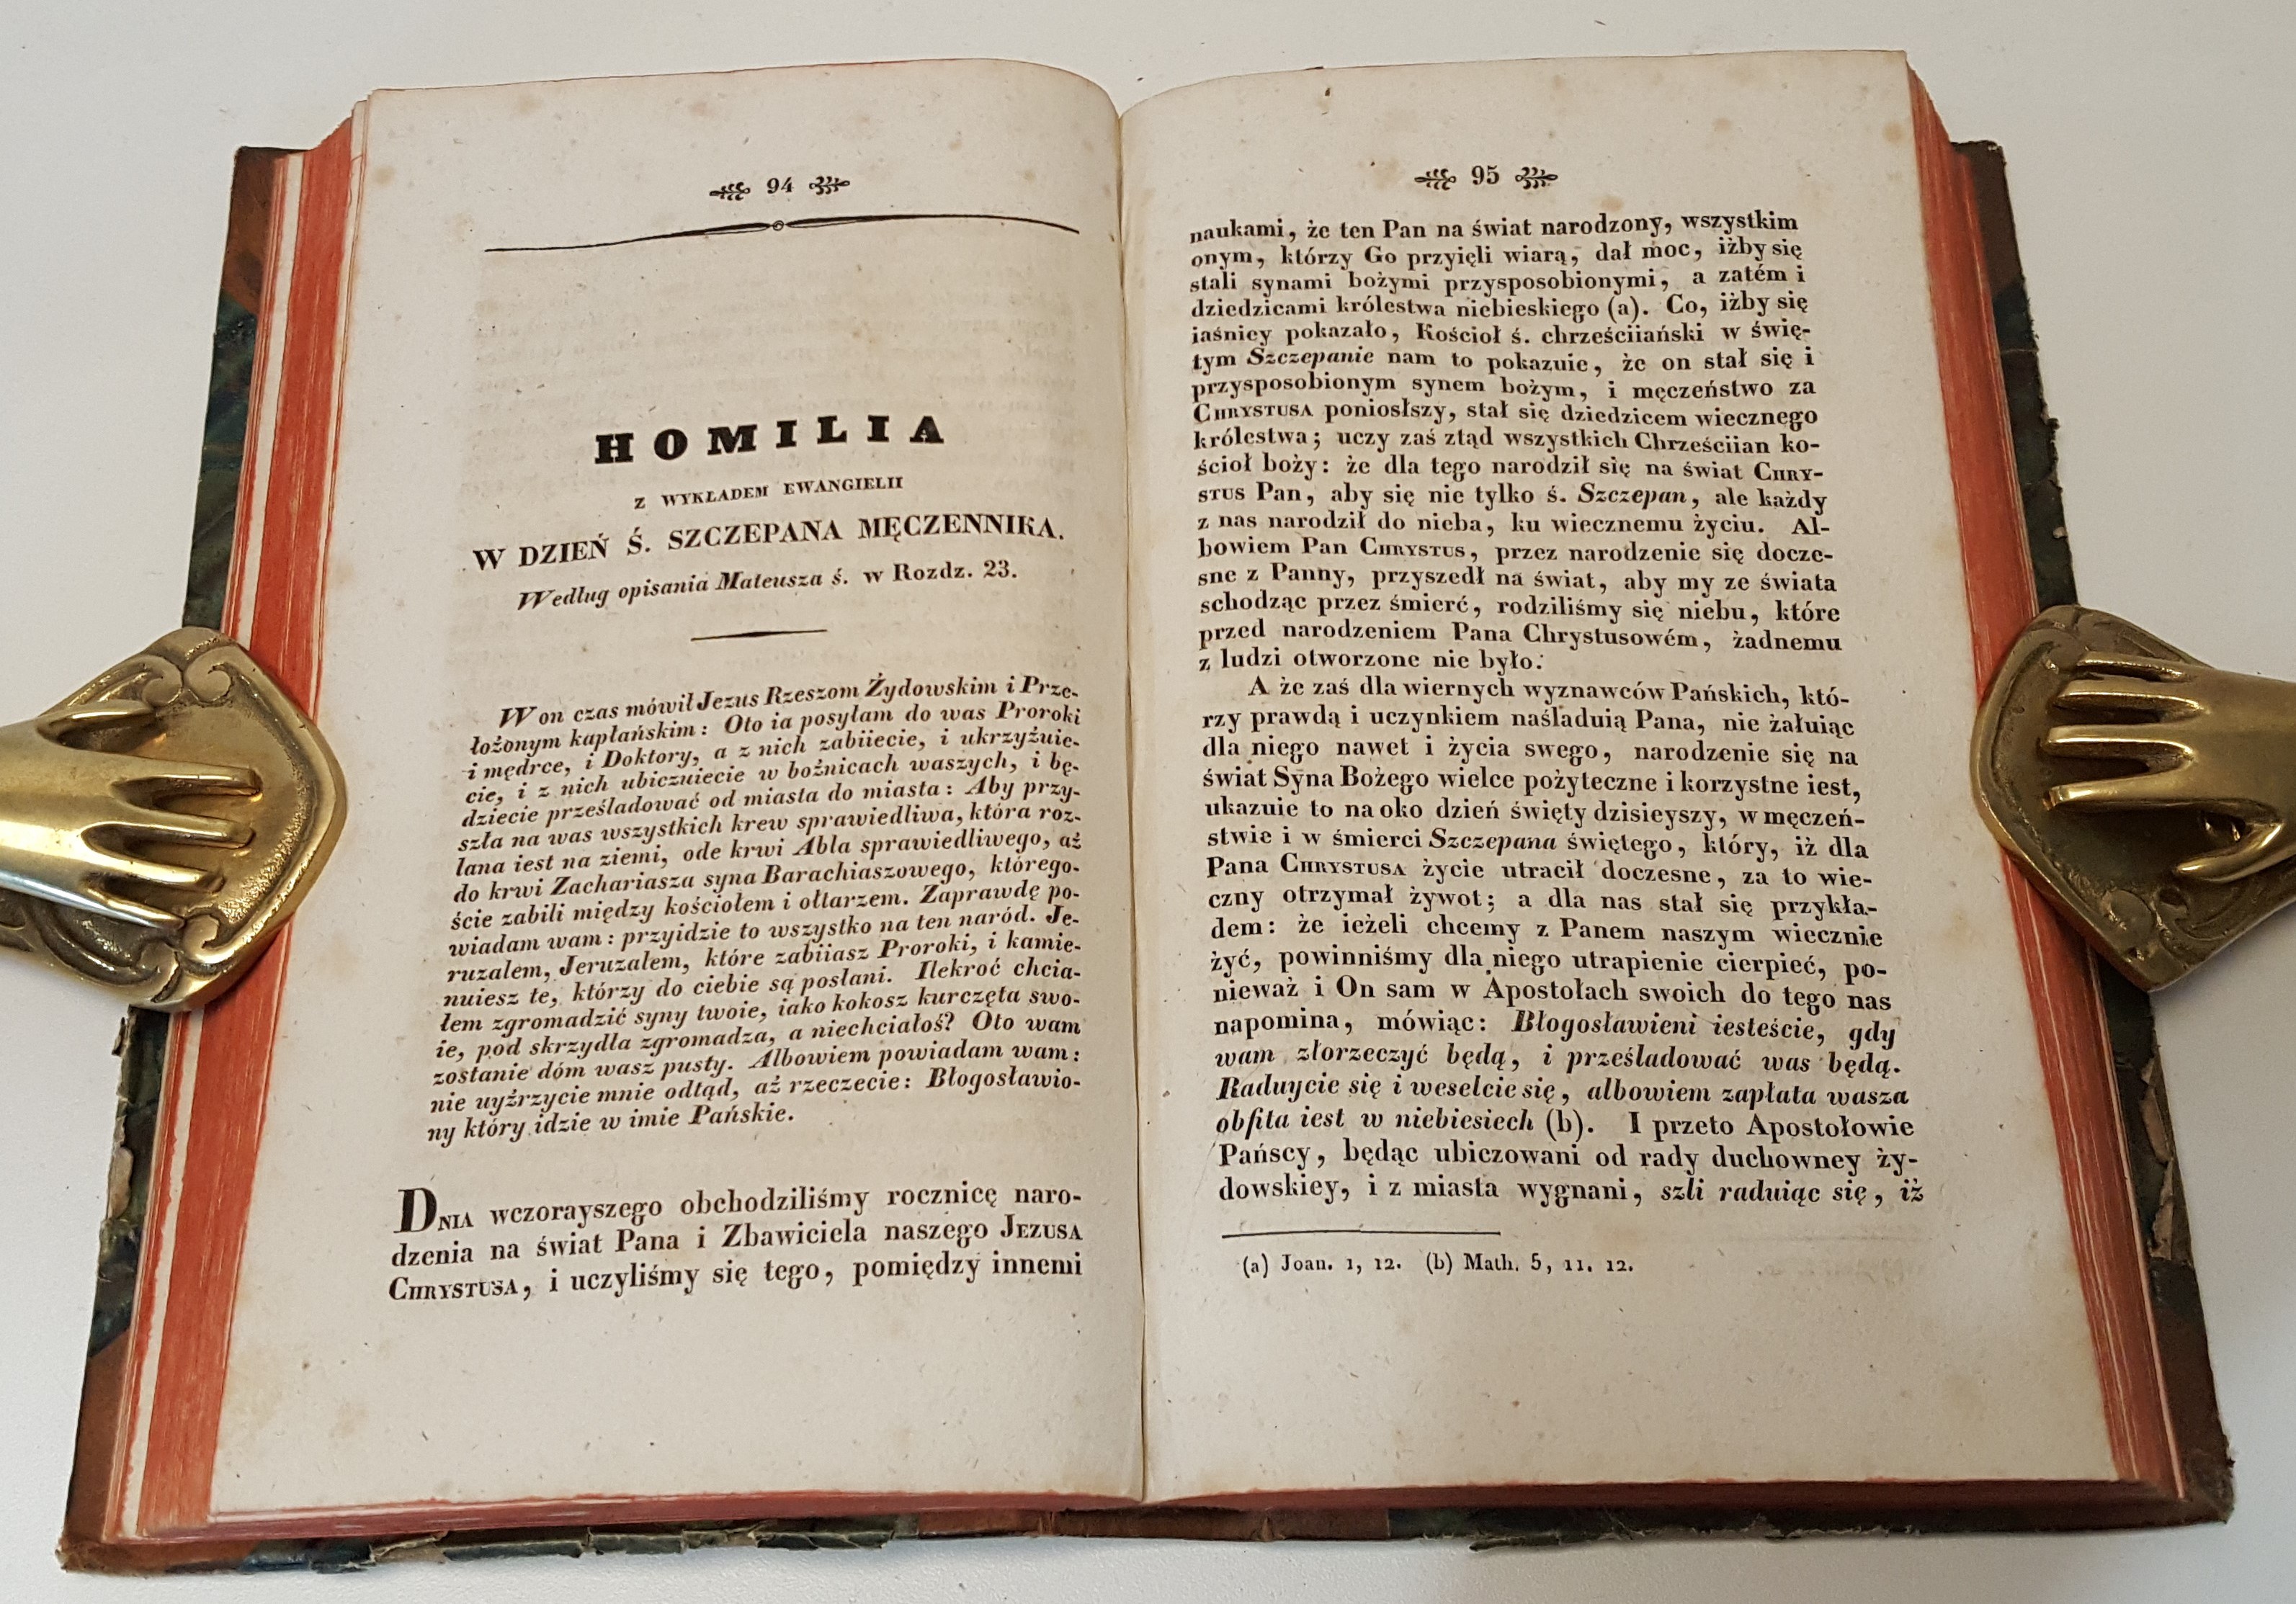 94
HOMILIA
Z WYKŁADEM EWANGIELII
W DZIEŃ Ś. SZCZEPANA MĘCZENNIKA.
Według opisania Mateusza ś. w Rozdz. 23.
W on czas mówił Jezus Rzeszom Żydowskim i Prze-
łożonym kapłańskim: Oto ia posyłam do was Proroki
i mędrce, i Doktory, a z nich zabiiecie, i ukrzyżuie-
cie, i z nich ubiczuiecie w bożnicach waszych, i bę-
dziecie prześladować od miasta do miasta: Aby przy-
szła na was wszystkich krew sprawiedliwa, która roz-
lana iest na ziemi, ode krwi Abla sprawiedliwego, aż
do krwi Zachariasza syna Barachiaszowego, którego-
ście zabili między kościołem i ołtarzem. Zaprawdę po-
wiadam wam: przyidzie to wszystko na ten naród. Je-
ruzalem, Jeruzalem, które zabiiasz Proroki, i kamie-
nuiesz te, którzy do ciebie są posłani. Ilekroć chcia-
łem zgromadzić syny twoie, iako kokosz kurczęta swo-
ie, pod skrzydła zgromadza, a niechciałoś? Oto wam
zostanie dóm wasz pusty. Albowiem powiadam wam:
nie uyźrzycie mnie odtąd, aż rzeczecie: Błogosławio-
ny który idzie w imie Pańskie.
DNIA wczorayszego obchodziliśmy rocznicę naro-
dzenia na świat Pana i Zbawiciela naszego JEZUSA
CHRYSTUSA, i uczyliśmy się tego, pomiędzy innemi
95
naukami, że ten Pan na świat narodzony, wszystkim
onym, którzy Go przyięli wiarą, dał moc, iżby się
stali synami bożymi przysposobionymi, a zatém i
dziedzicami królestwa niebieskiego (a). Co, iżby się
iaśniey pokazało, Kościoł ś. chrześciiański w świę-
tym Szczepanie nam to pokazuie, że on stał się i
przysposobionym synem bożym, i męczeństwo za
CHRYSTUSA poniosłszy, stał się dziedzicem wiecznego
królestwa; uczy zaś ztąd wszystkich Chrześciian ko-
ścioł boży: że dla tego narodził się na świat CHRY-
STUS Pan, aby się nie tylko ś. Szczepan, ale każdy
z nas narodził do nieba, ku wiecznemu życiu. Al-
bowiem Pan CHRYSTUS, przez narodzenie się docze-
sne z Panny, przyszedł na świat, aby my ze świata
schodząc przez śmierć, rodziliśmy się niebu, które
przed narodzeniem Pana Chrystusowém, żadnemu
z ludzi otworzone nie było.
A że zaś dla wiernych wyznawców Pańskich, któ-
rzy prawdą i uczynkiem naśladuią Pana, nie żałuiąc
dla niego nawet i życia swego, narodzenie się na
świat Syna Bożego wielce pożyteczne i korzystne iest,
ukazuie to na oko dzień święty dzisieyszy, w męczeń-
stwie i w śmierci Szczepana świętego, który, iż dla
Pana CHRYSTUSA życie utracił doczesne, za to wie-
czny otrzymał żywot; a dla nas stał się przykła-
dem: że ieżeli chcemy z Panem naszym wiecznie
żyć, powinniśmy dla niego utrapienie cierpieć, po-
nieważ i On sam w Apostołach swoich do tego nas
napomina, mówiąc: Błogosławieni iesteście, gdy
wam złorzeczyć będą, i prześladować was będą.
Raduycie się i weselcie się, albowiem zapłata wasza
obfita iest w niebiesiech (b). I przeto Apostołowie
Pańscy, będąc ubiczowani od rady duchowney ży-
dowskiey, i z miasta wygnani, szli raduiąc się, iż
(a) Joan. 1, 12. (b) Math. 5, 11. 12.